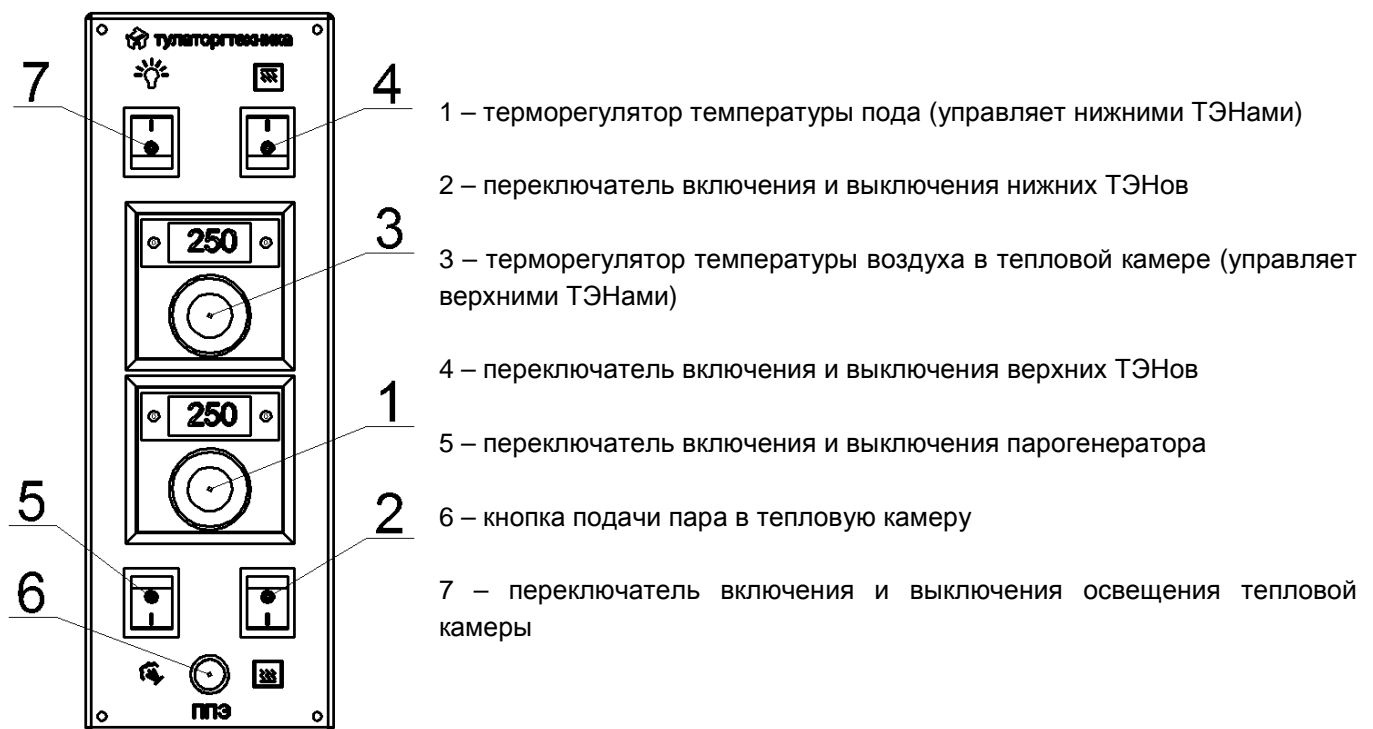 тулаторгтехника
7
4
1 – терморегулятор температуры пода (управляет нижними ТЭНами)
2 – переключатель включения и выключения нижних ТЭНов
250
3
3 – терморегулятор температуры воздуха в тепловой камере (управляет
верхними ТЭНами)
4 – переключатель включения и выключения верхних ТЭНов
250
1
5 – переключатель включения и выключения парогенератора
5
2
6 – кнопка подачи пара в тепловую камеру
6
7 – переключатель включения и выключения освещения тепловой
камеры
ППЭ